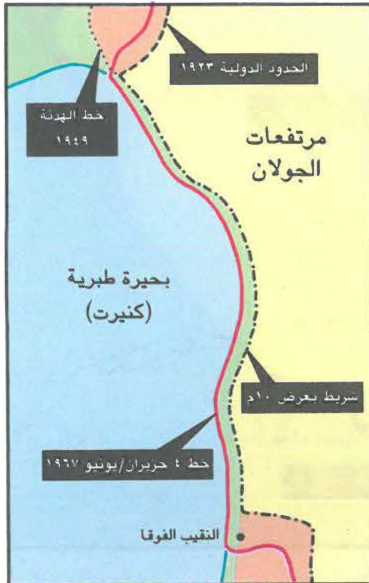 الحدود الدولية ١٩٢٣
خط الهدنة
١٩٤٩
مرتفعات
الجولان
بحيرة طبرية
(كنيرت)
شريط بعرض ١٠م
خط ٤ حزيران/يونيو ١٩٦٧
النقيب الفوقا